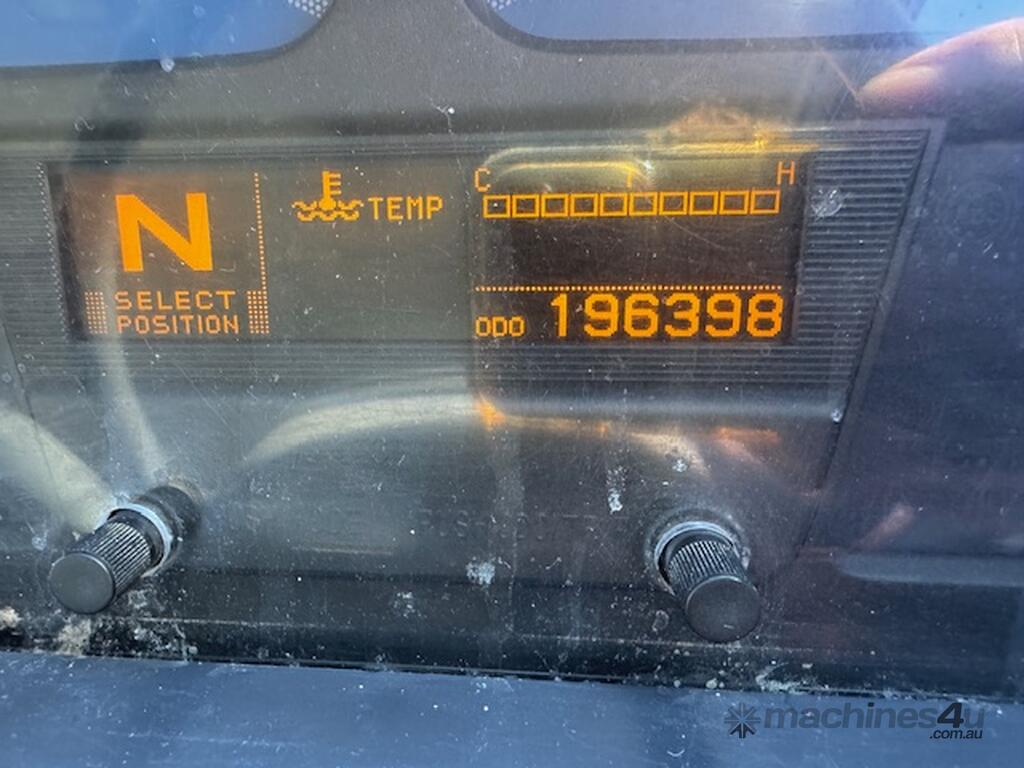 C H
TEMP
N
SELECT
POSITION
ODO 196398
machines4u
.com.au